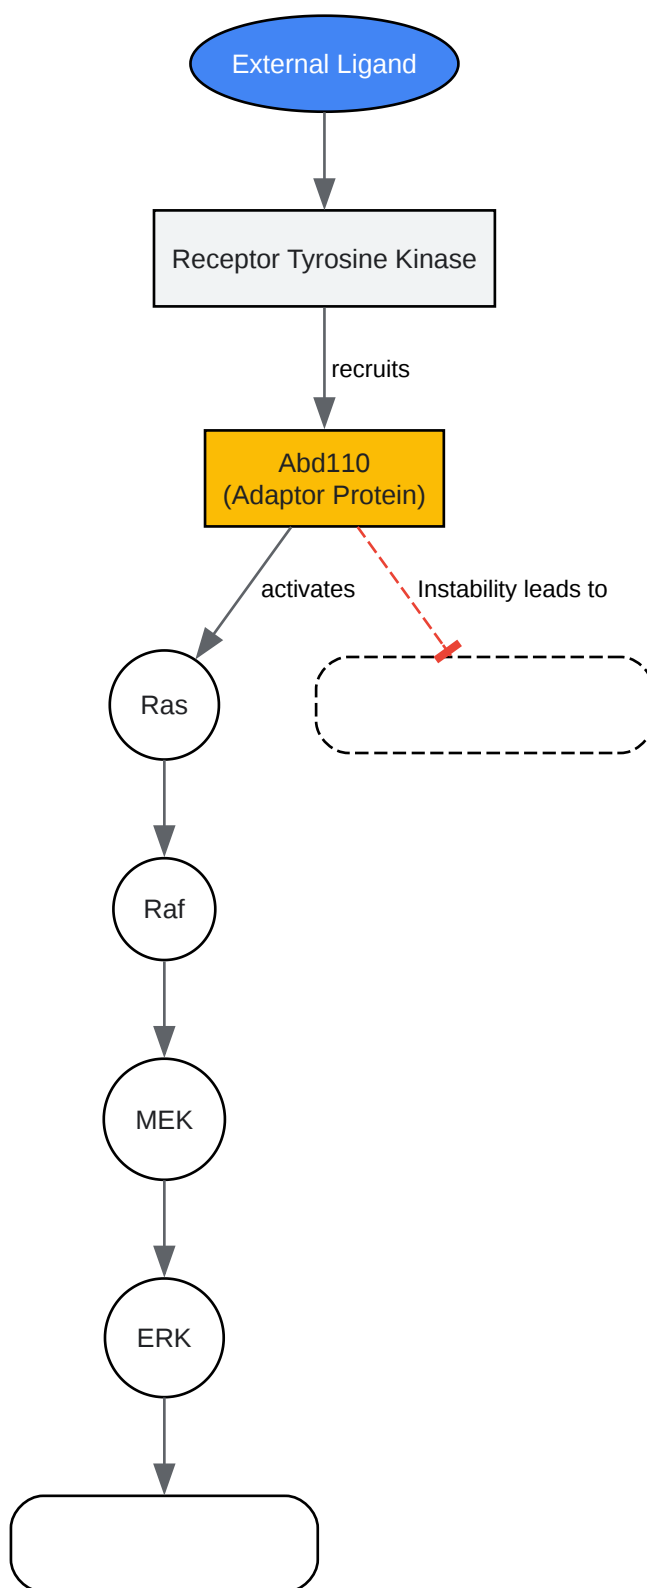 External Ligand
Receptor Tyrosine Kinase
recruits
Abd110
(Adaptor Protein)
activates
Instability leads to
Ras
Raf
MEK
ERK